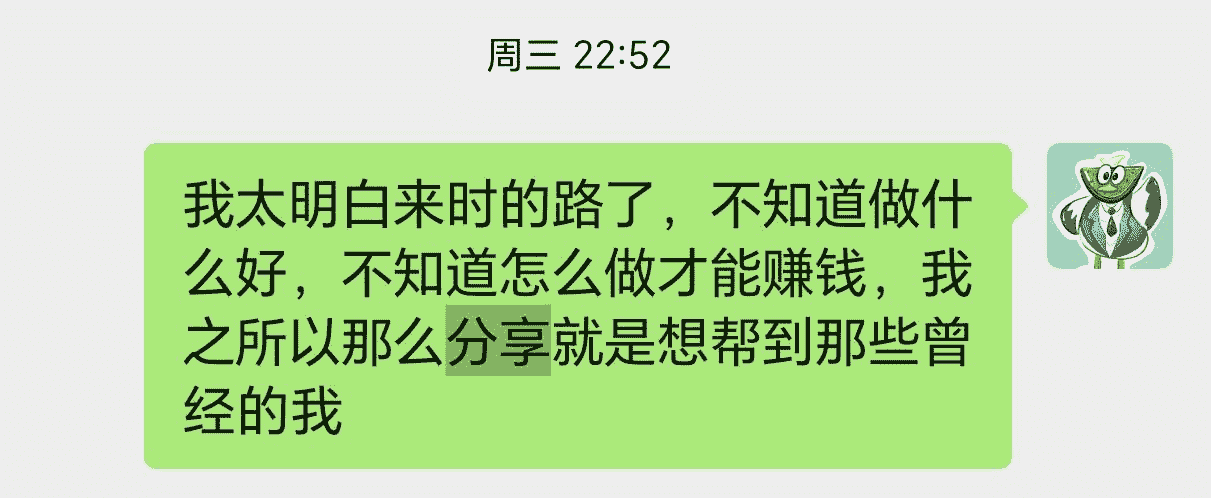 周三 22:52
我太明白来时的路了，不知道做什
么好，不知道怎么做才能赚钱，我
之所以那么分享就是想帮到那些曾
经的我